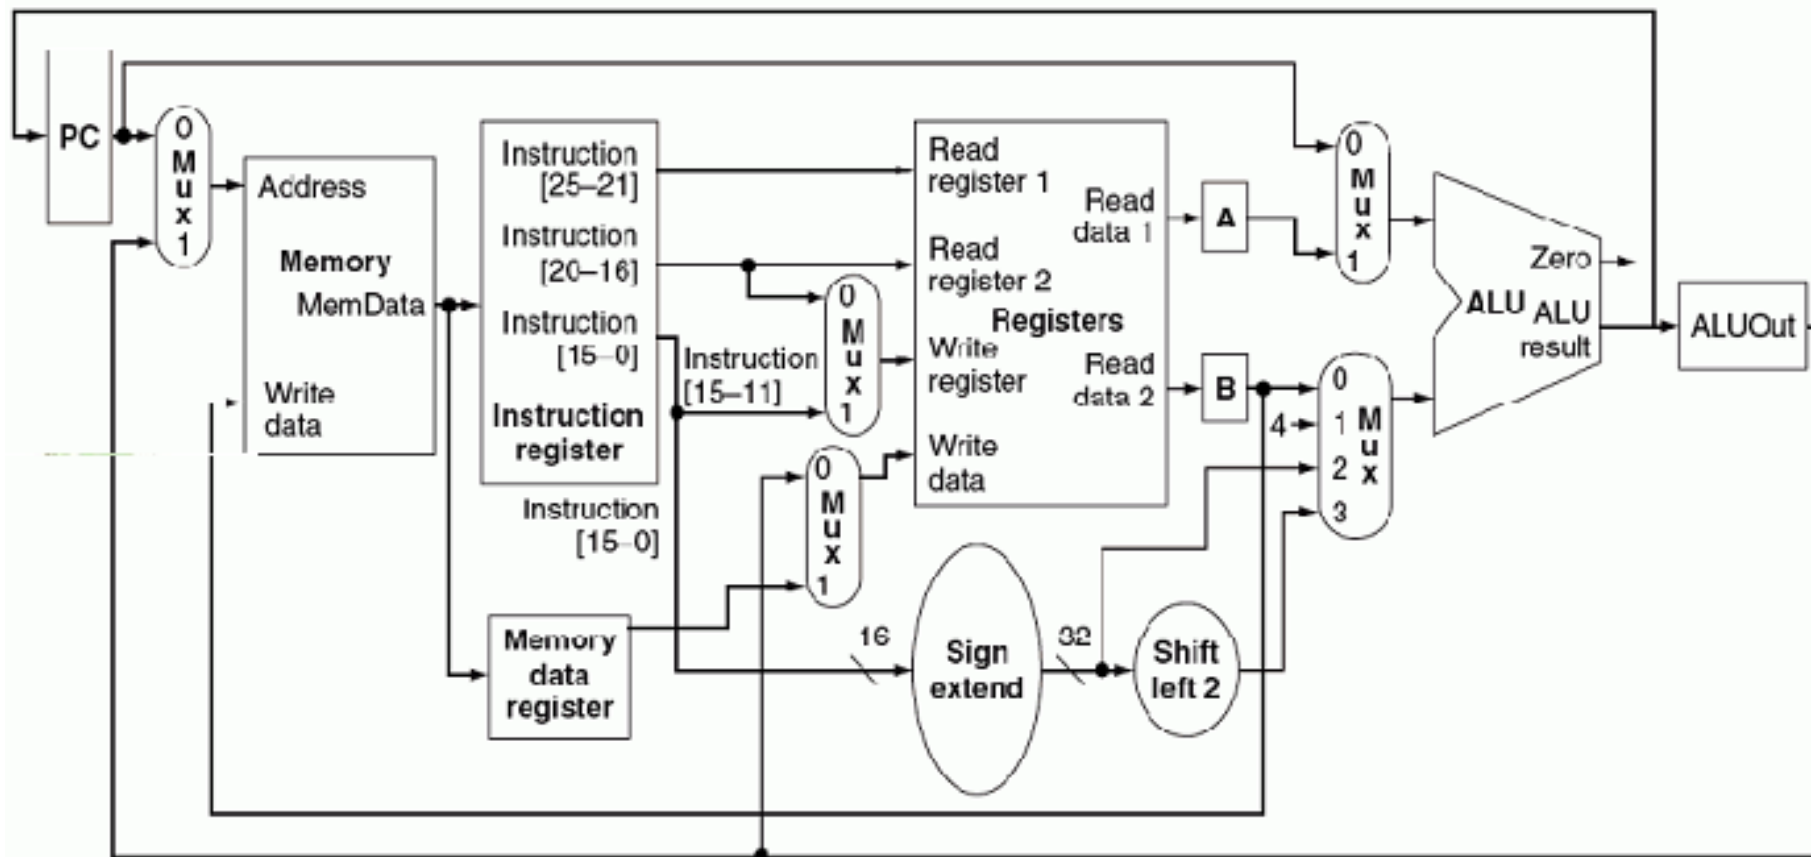 PC
0
M
u
x
1
Address
Memory
MemData
Write
data
Instruction
[25–21]
Instruction
[20–16]
Instruction
[15–0]
Instruction
register
Instruction
[15–11]
Instruction
[15–0]
Memory
data
register
0
M
u
x
1
0
M
u
x
1
Read
register 1
Read
register 2
Registers
Write
register
Write
data
Read
data 1
Read
data 2
16
Sign
extend
32
Shift
left 2
A
B
4
0
M
u
x
1
0
1
2
3
M
u
x
Zero
ALU
ALU
result
ALUOut